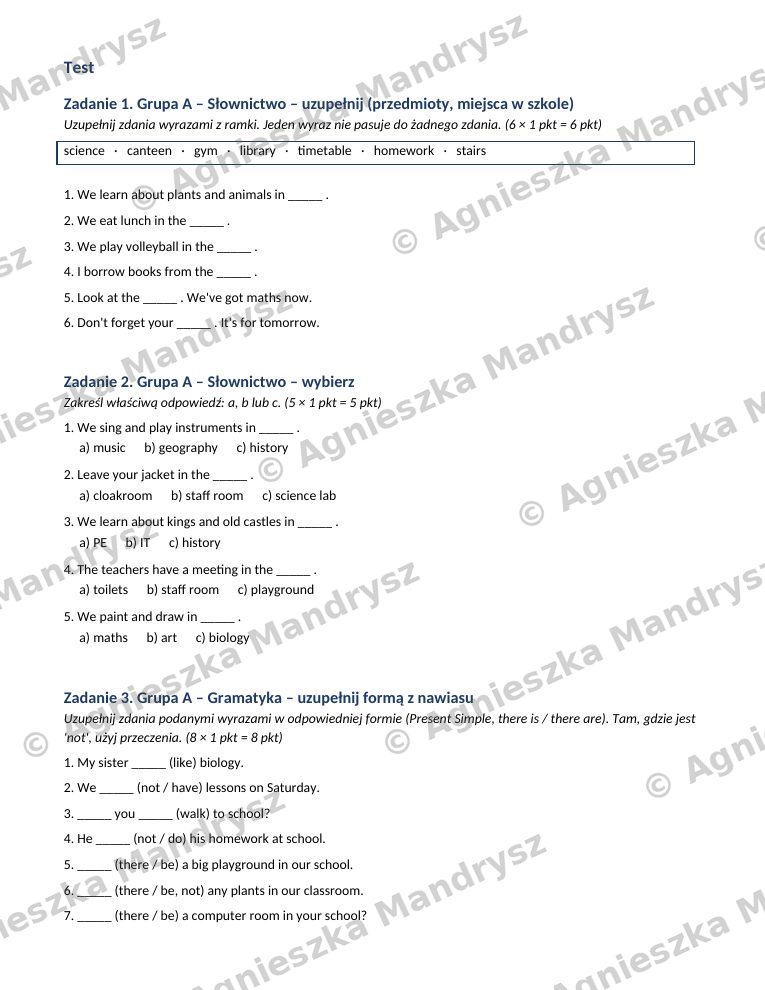 Test
Zadanie 1. Grupa A – Słownictwo – uzupełnij (przedmioty, miejsca w szkole)
Uzupełnij zdania wyrazami z ramki. Jeden wyraz nie pasuje do żadnego zdania. (6 × 1 pkt = 6 pkt)
science · canteen · gym · library · timetable · homework · stairs
1. We learn about plants and animals in _____ .
2. We eat lunch in the _____ .
3. We play volleyball in the _____ .
4. I borrow books from the _____ .
5. Look at the _____ . We've got maths now.
6. Don't forget your _____ . It's for tomorrow.
Zadanie 2. Grupa A – Słownictwo – wybierz
Zakreśl właściwą odpowiedź: a, b lub c. (5 × 1 pkt = 5 pkt)
1. We sing and play instruments in _____ .
a) music b) geography c) history
2. Leave your jacket in the _____ .
a) cloakroom b) staff room c) science lab
3. We learn about kings and old castles in _____ .
a) PE b) IT c) history
4. The teachers have a meeting in the _____ .
a) toilets b) staff room c) playground
5. We paint and draw in _____ .
a) maths b) art c) biology
Zadanie 3. Grupa A – Gramatyka – uzupełnij formą z nawiasu
Uzupełnij zdania podanymi wyrazami w odpowiedniej formie (Present Simple, there is / there are). Tam, gdzie jest
'not', użyj przeczenia. (8 × 1 pkt = 8 pkt)
1. My sister _____ (like) biology.
2. We _____ (not / have) lessons on Saturday.
3. _____ you _____ (walk) to school?
4. He _____ (not / do) his homework at school.
5. _____ (there / be) a big playground in our school.
6. _____ (there / be, not) any plants in our classroom.
7. _____ (there / be) a computer room in your school?
© Agnieszka Mandrysz